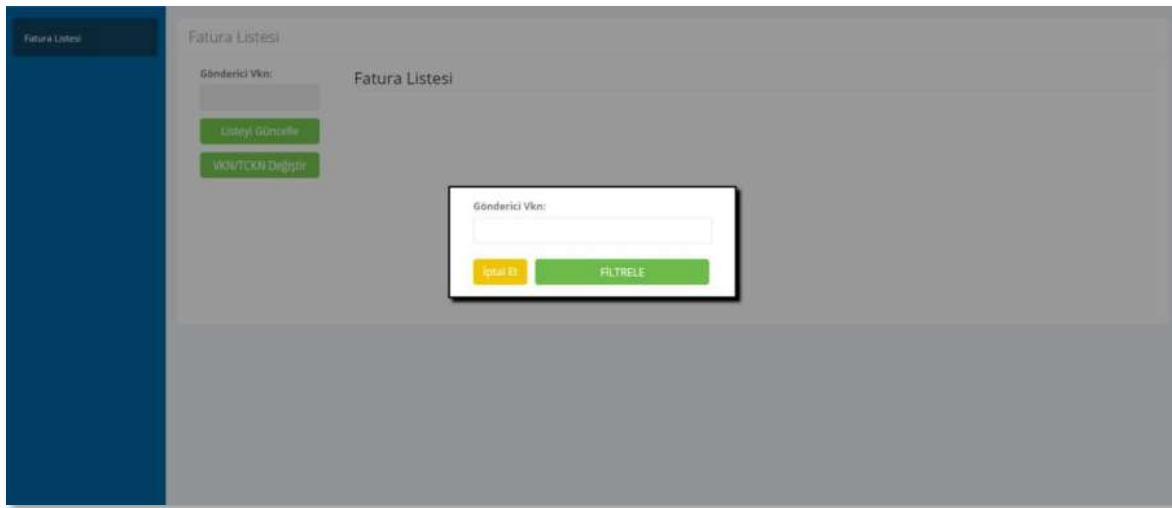 Fatura Listesi
Fatura Listesi
Gönderici Vkn:
Fatura Listesi
Listeyi Güncelle
VKN/TCKN Değiştir
Gönderici Vkn:
İptal Et
FİLTRELE